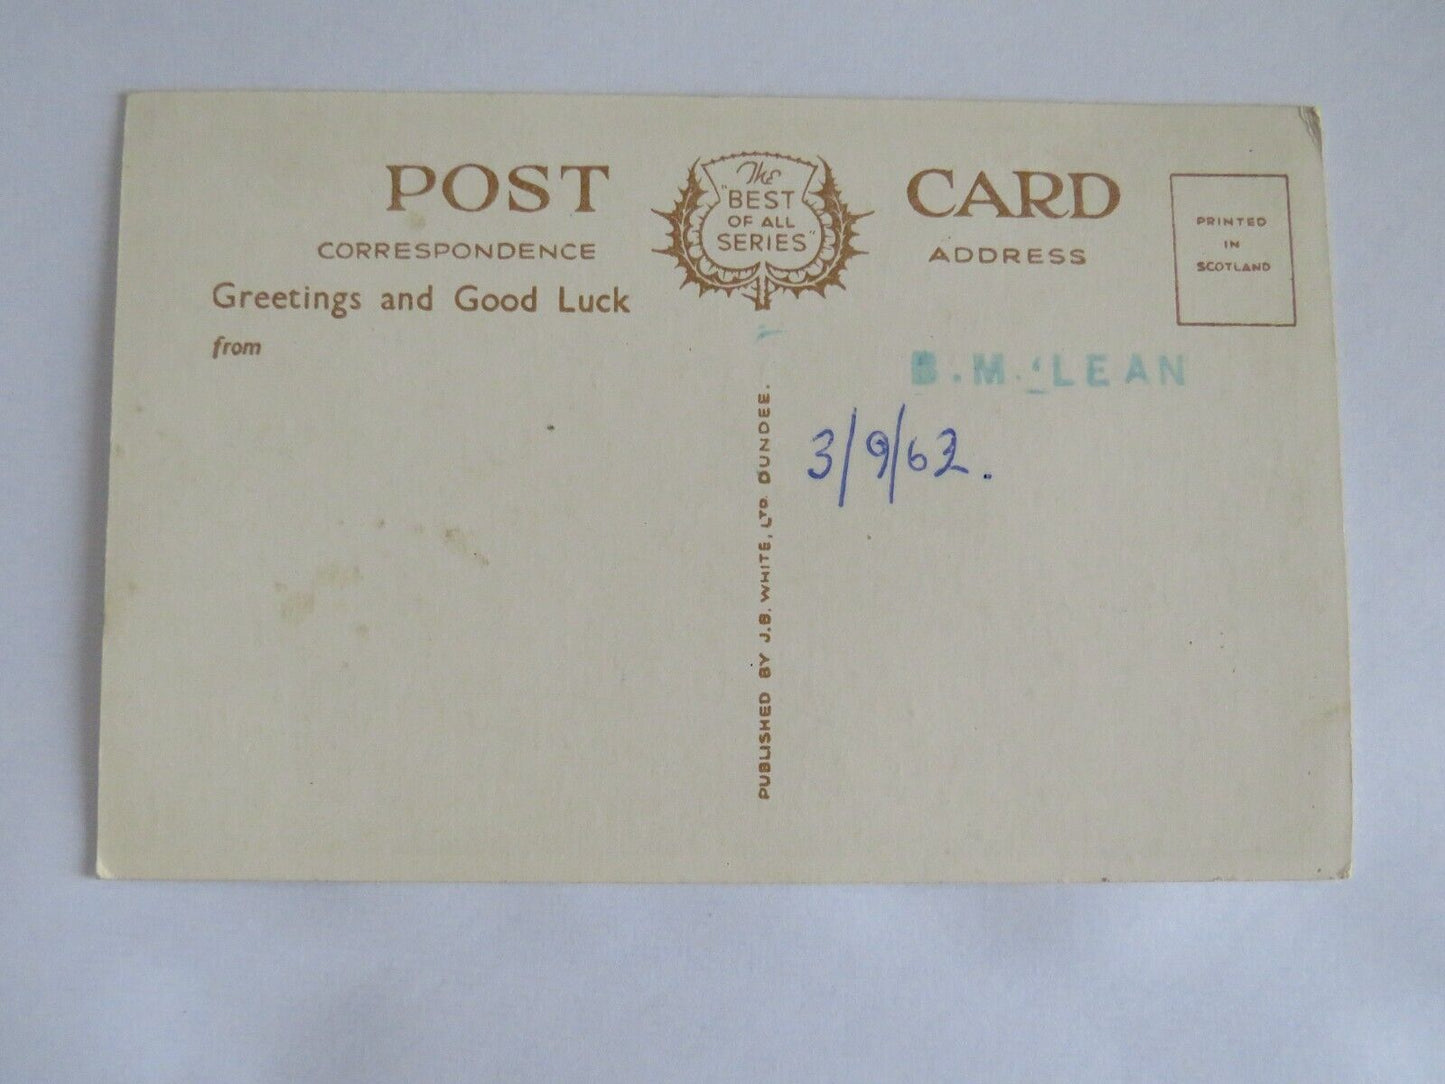 POST CARD
The
"BEST
OF ALL
SERIES"
CORRESPONDENCE
ADDRESS
PRINTED
IN
SCOTLAND
Greetings and Good Luck
from
B. M.'LEAN
3/9/62.
PUBLISHED BY J.B. WHITE, LTD. DUNDEE.